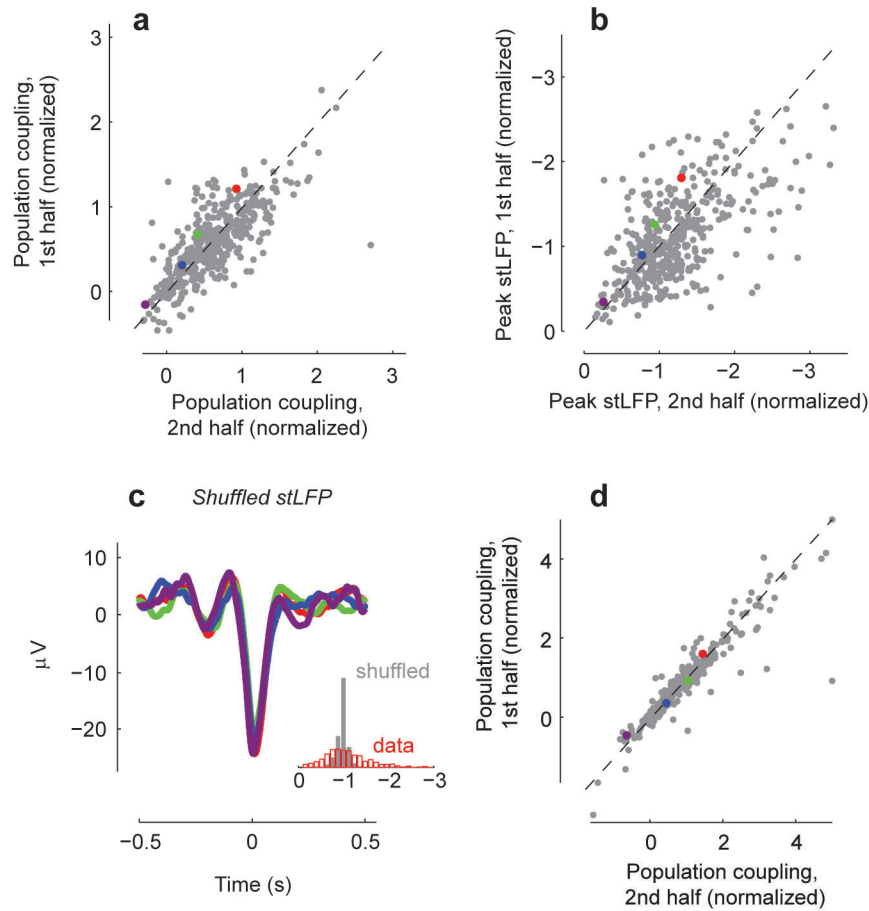 a
Population coupling,
1st half (normalized)
3
2
1
0
0
1
2
3
Population coupling,
2nd half (normalized)
b
Peak stLFP, 1st half (normalized)
−3
−2
−1
0
0
−1
−2
−3
Peak stLFP, 2nd half (normalized)
c
Shuffled stLFP
μV
10
0
−10
−20
shuffled
data
0
−1
−2
−3
−0.5
0
0.5
Time (s)
d
Population coupling,
1st half (normalized)
4
2
0
0
2
4
Population coupling,
2nd half (normalized)